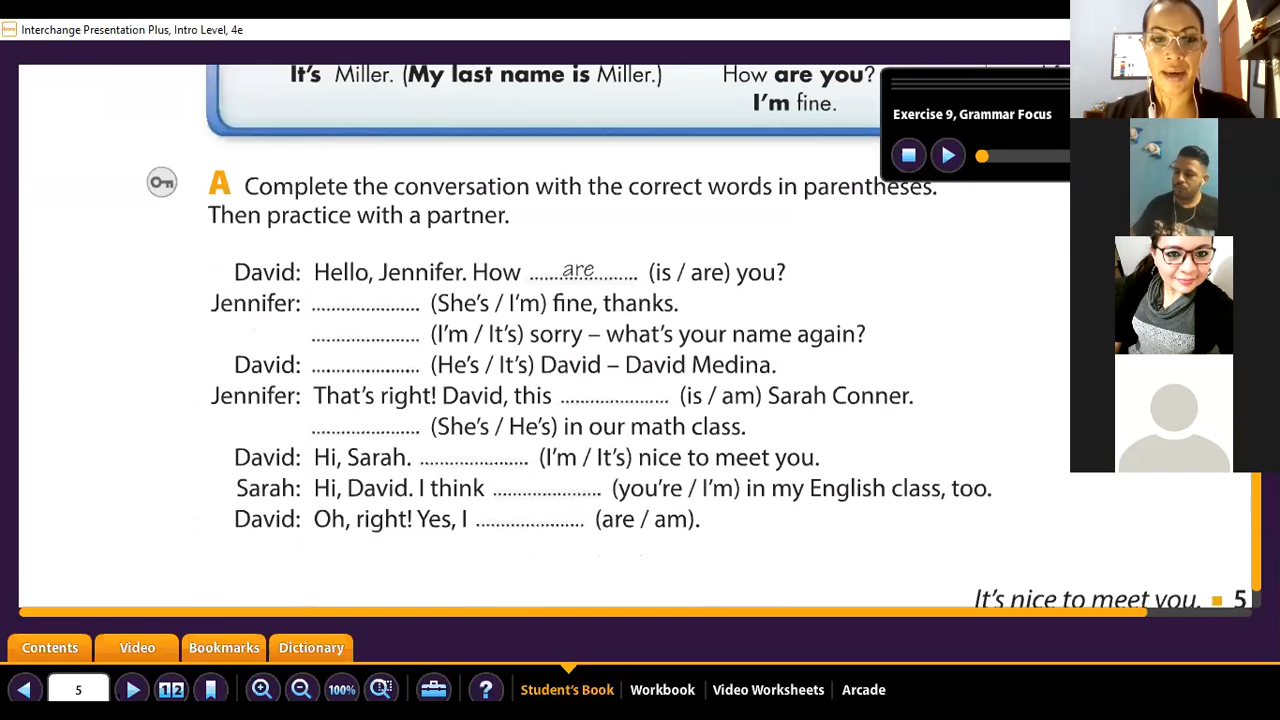 Interchange Presentation Plus, Intro Level, 4e
It's Miller. (My last name is Miller.)
How are you?
I'm fine.
Exercise 9, Grammar Focus
A Complete the conversation with the correct words in parentheses.
Then practice with a partner.
David: Hello, Jennifer. How are (is / are) you?
Jennifer: .................... (She's / I'm) fine, thanks.
.................... (I'm / It's) sorry – what's your name again?
David: .................... (He's / It's) David – David Medina.
Jennifer: That's right! David, this .................... (is / am) Sarah Conner.
.................... (She's / He's) in our math class.
David: Hi, Sarah. .................... (I'm / It's) nice to meet you.
Sarah: Hi, David. I think .................... (you're / I'm) in my English class, too.
David: Oh, right! Yes, I .................... (are / am).
It's nice to meet you. ■ 5
Contents Video Bookmarks Dictionary
5 12 100% ? Student's Book Workbook Video Worksheets Arcade